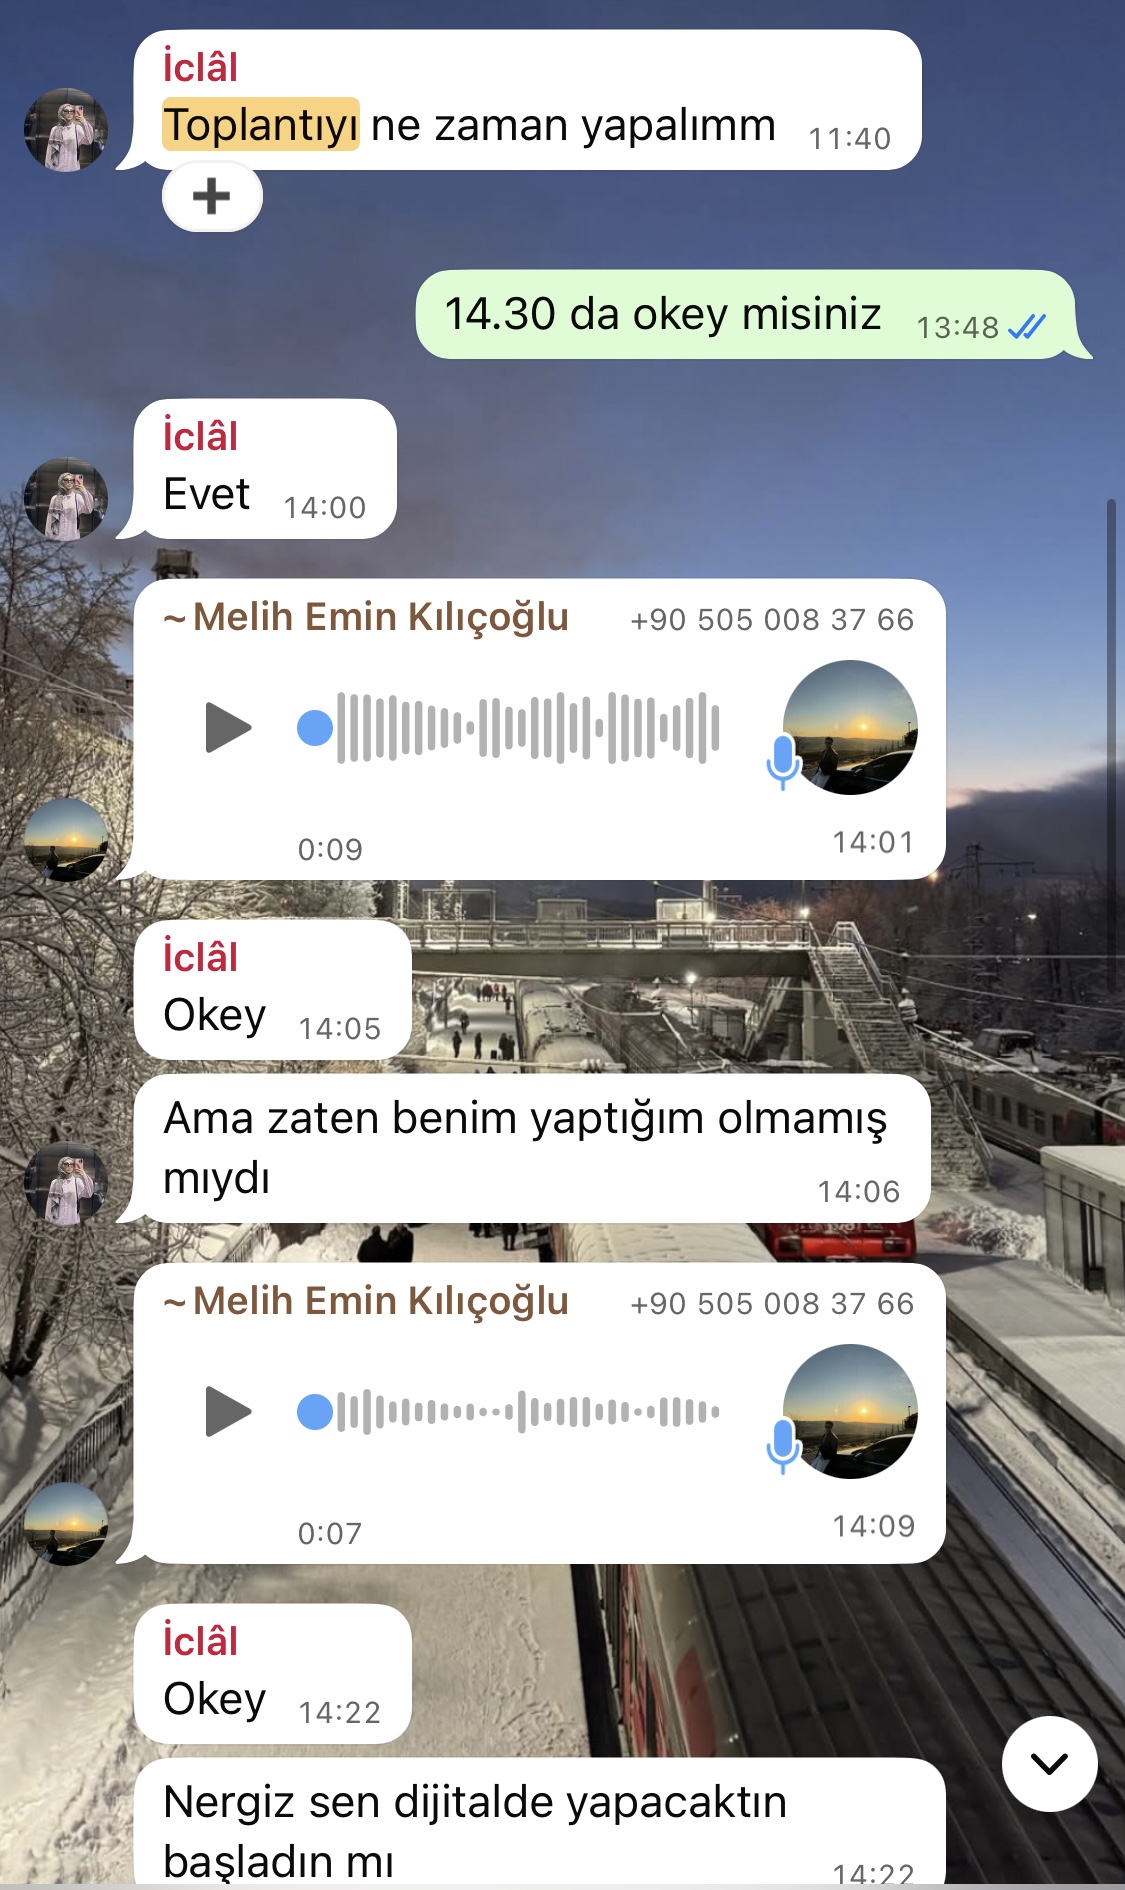 İclâl
Toplantıyı ne zaman yapalımm 11:40
14.30 da okey misiniz 13:48
İclâl
Evet 14:00
~Melih Emin Kılıçoğlu +90 505 008 37 66
0:09 14:01
İclâl
Okey 14:05
Ama zaten benim yaptığım olmamış
mıydı 14:06
~Melih Emin Kılıçoğlu +90 505 008 37 66
0:07 14:09
İclâl
Okey 14:22
Nergiz sen dijitalde yapacaktın
başladın mı 14:22